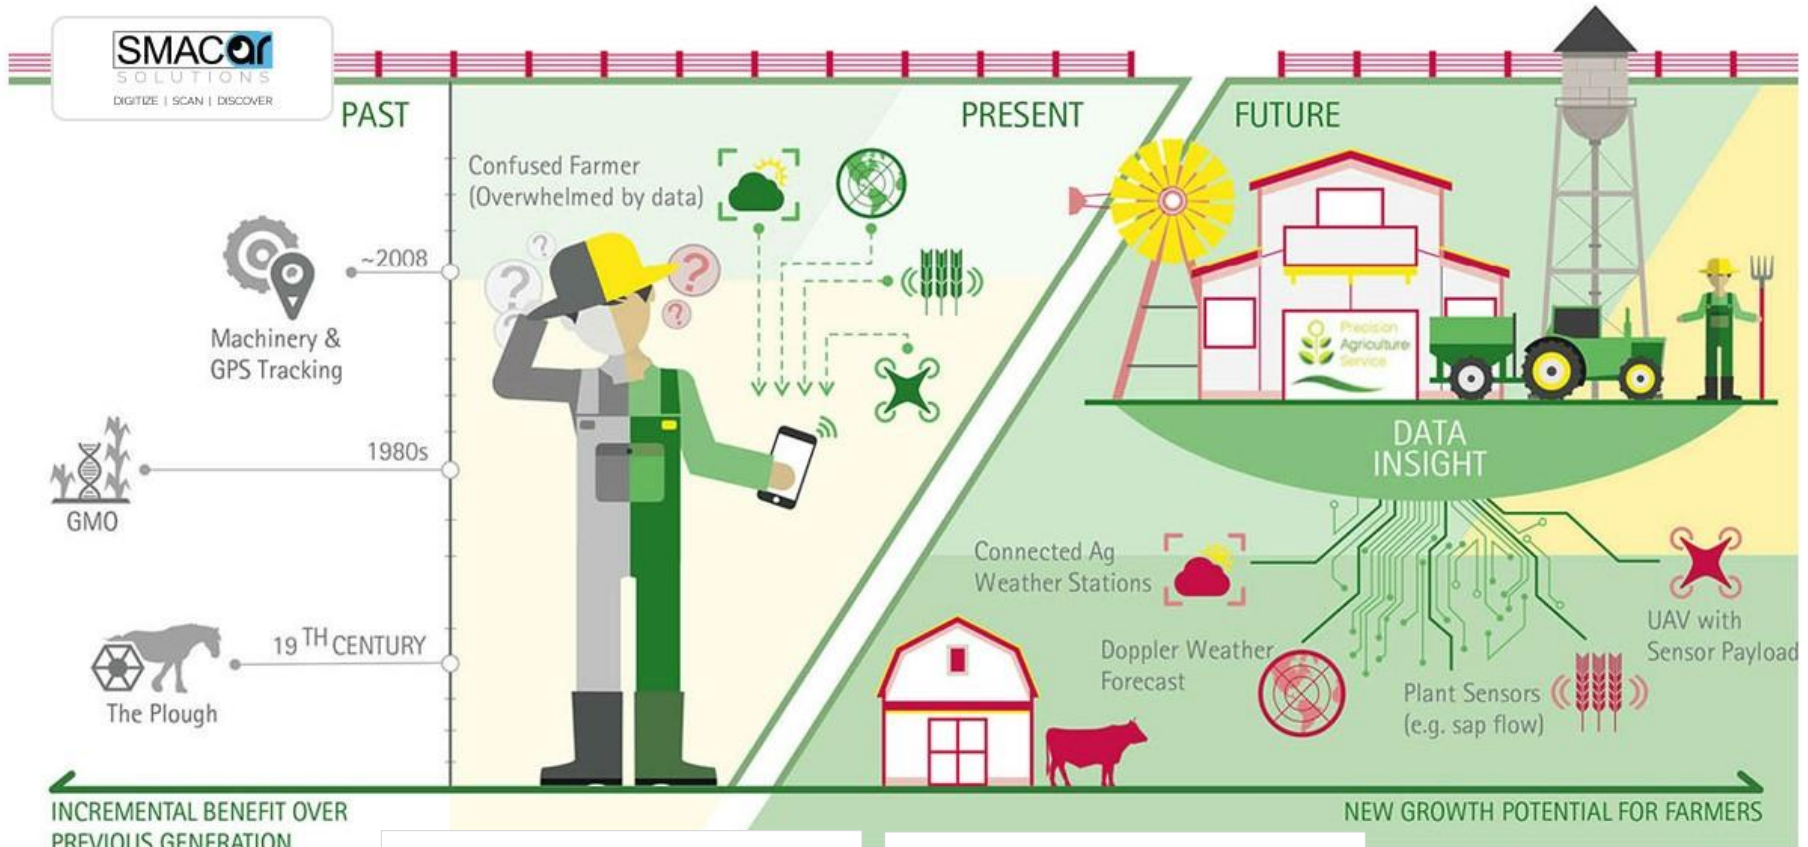 SMACar
SOLUTIONS
DIGITIZE | SCAN | DISCOVER
PAST
PRESENT
FUTURE
Confused Farmer
(Overwhelmed by data)
~2008
Machinery &
GPS Tracking
1980s
GMO
19 TH CENTURY
The Plough
Precision
Agriculture
Service
DATA
INSIGHT
Connected Ag
Weather Stations
Doppler Weather
Forecast
Plant Sensors
(e.g. sap flow)
UAV with
Sensor Payload
INCREMENTAL BENEFIT OVER
PREVIOUS GENERATION
NEW GROWTH POTENTIAL FOR FARMERS